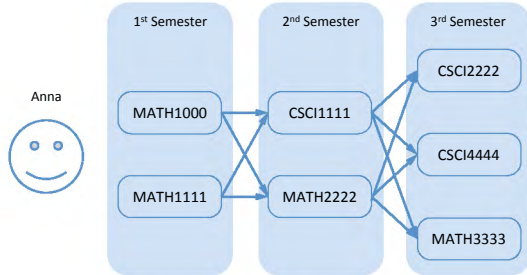 1st Semester
2nd Semester
3rd Semester
Anna
MATH1000
MATH1111
CSCI1111
MATH2222
CSCI2222
CSCI4444
MATH3333